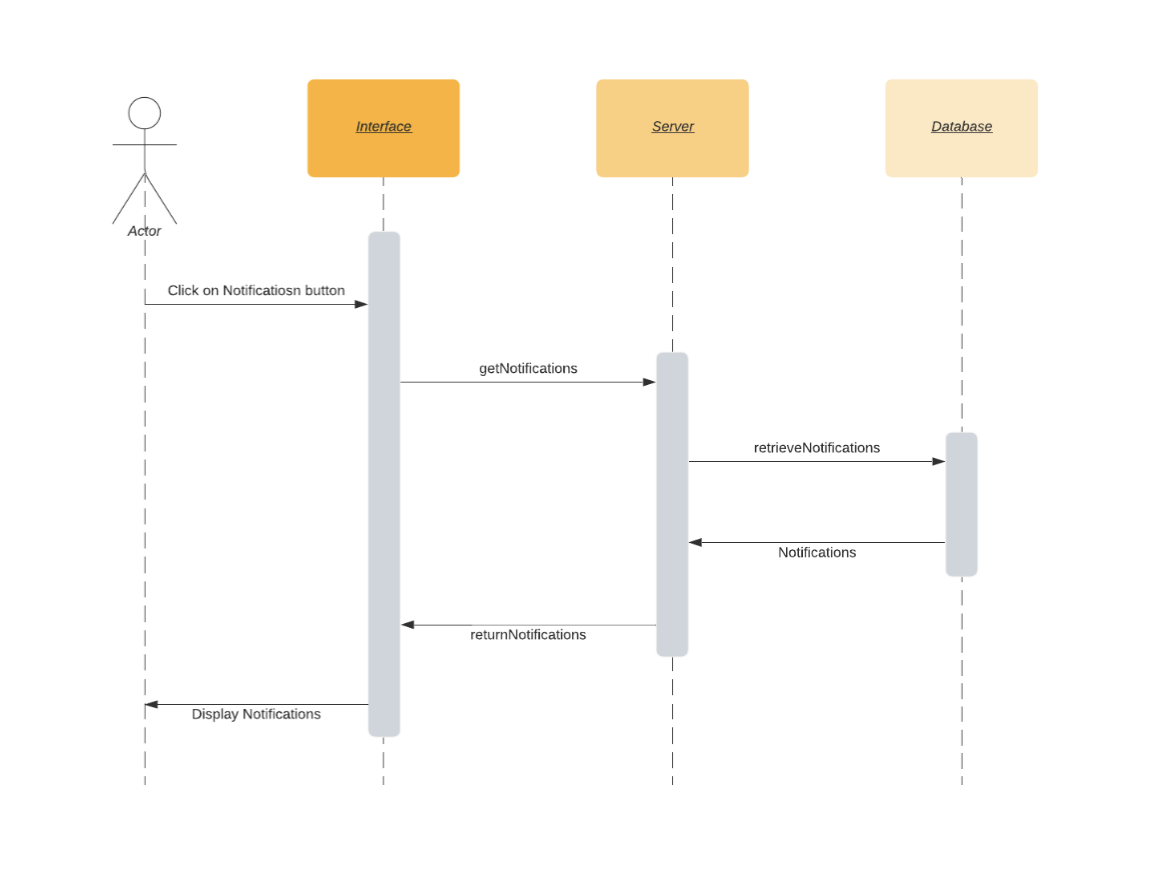 Interface
Server
Database
Actor
Click on Notificatiosn button
getNotifications
retrieveNotifications
Notifications
returnNotifications
Display Notifications